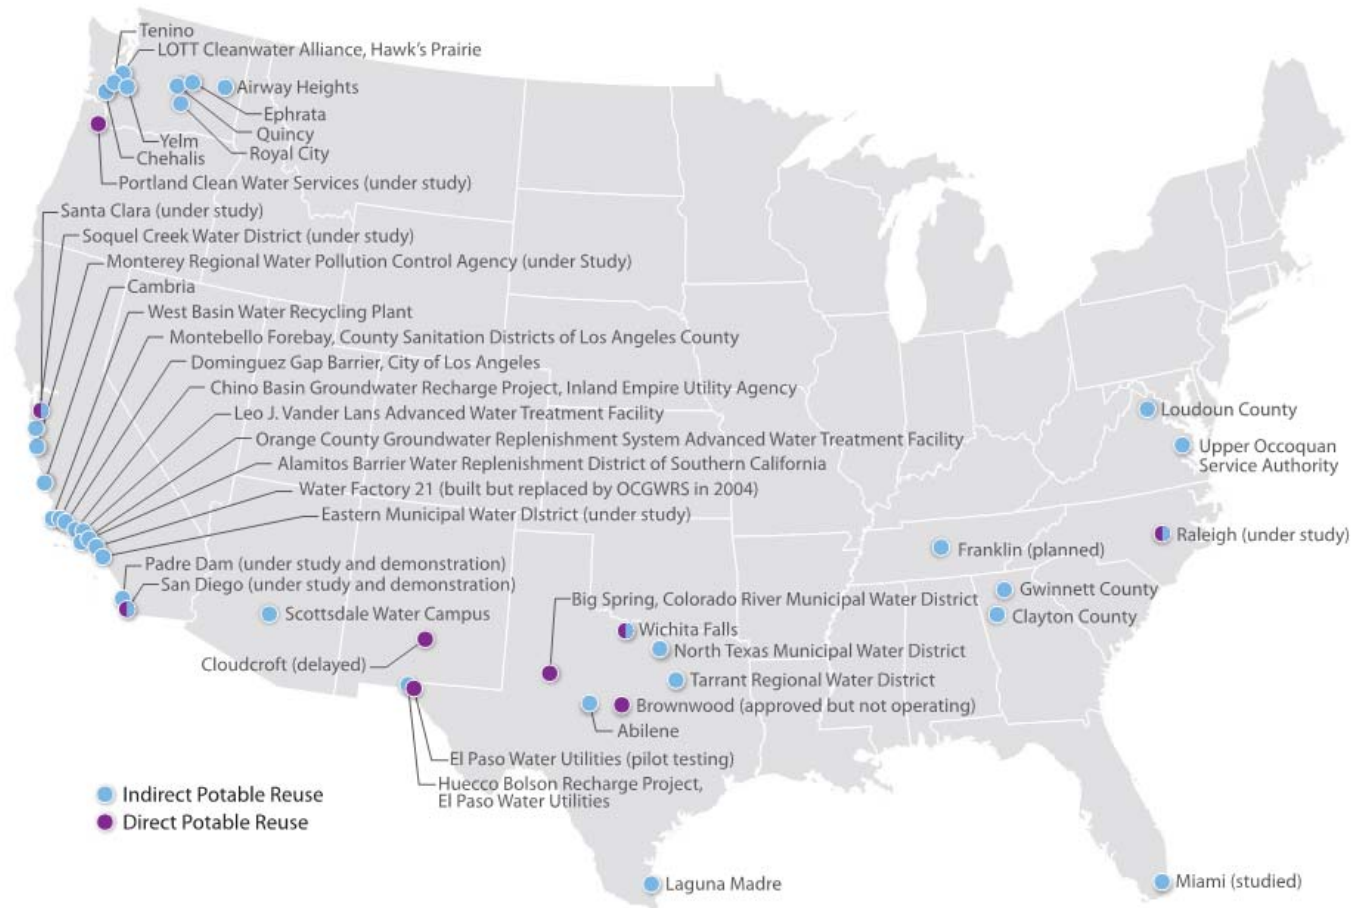 Tenino
LOTT Cleanwater Alliance, Hawk's Prairie
Airway Heights
Ephrata
Quincy
Yelm
Royal City
Chehalis
Portland Clean Water Services (under study)
Santa Clara (under study)
Soquel Creek Water District (under study)
Monterey Regional Water Pollution Control Agency (under Study)
Cambria
West Basin Water Recycling Plant
Montebello Forebay, County Sanitation Districts of Los Angeles County
Dominguez Gap Barrier, City of Los Angeles
Chino Basin Groundwater Recharge Project, Inland Empire Utility Agency
Leo J. Vander Lans Advanced Water Treatment Facility
Orange County Groundwater Replenishment System Advanced Water Treatment Facility
Alamitos Barrier Water Replenishment District of Southern California
Water Factory 21 (built but replaced by OCGWRS in 2004)
Eastern Municipal Water DIstrict (under study)
Padre Dam (under study and demonstration)
San Diego (under study and demonstration)
Scottsdale Water Campus
Cloudcroft (delayed)
Big Spring, Colorado River Municipal Water District
Wichita Falls
North Texas Municipal Water District
Tarrant Regional Water District
Brownwood (approved but not operating)
Abilene
El Paso Water Utilities (pilot testing)
Huecco Bolson Recharge Project,
El Paso Water Utilities
Laguna Madre
Loudoun County
Upper Occoquan
Service Authority
Raleigh (under study)
Franklin (planned)
Gwinnett County
Clayton County
Miami (studied)
Indirect Potable Reuse
Direct Potable Reuse